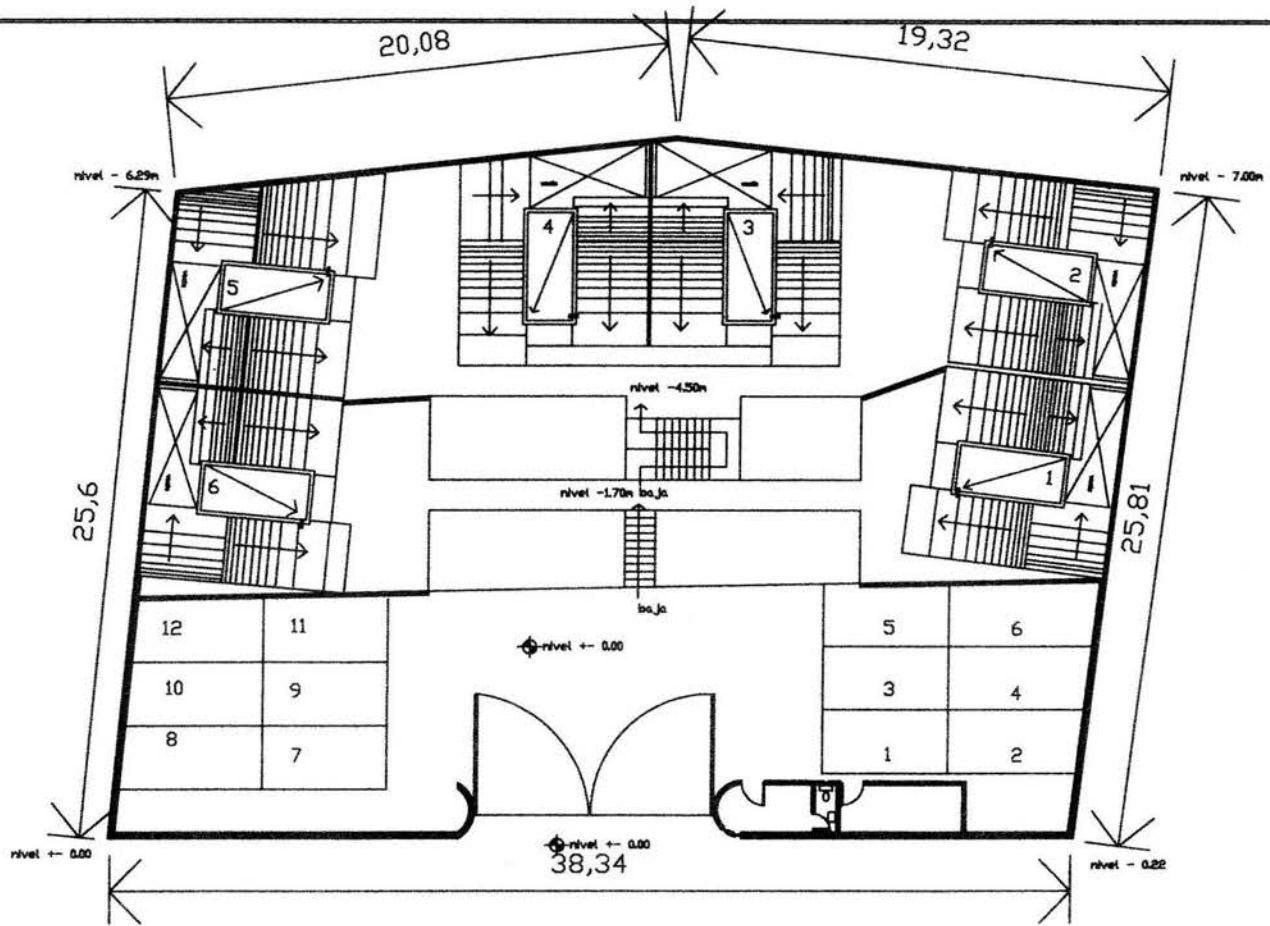 20,08
19,32
nivel - 6.29m
nivel - 7.00m
4
3
5
2
nivel -4.50m
6
1
nivel -1.70m baja
25,6
25,81
baja
12
11
5
6
nivel +- 0.00
10
9
3
4
8
7
1
2
nivel +- 0.00
nivel +- 0.00
38,34
nivel - 0.22